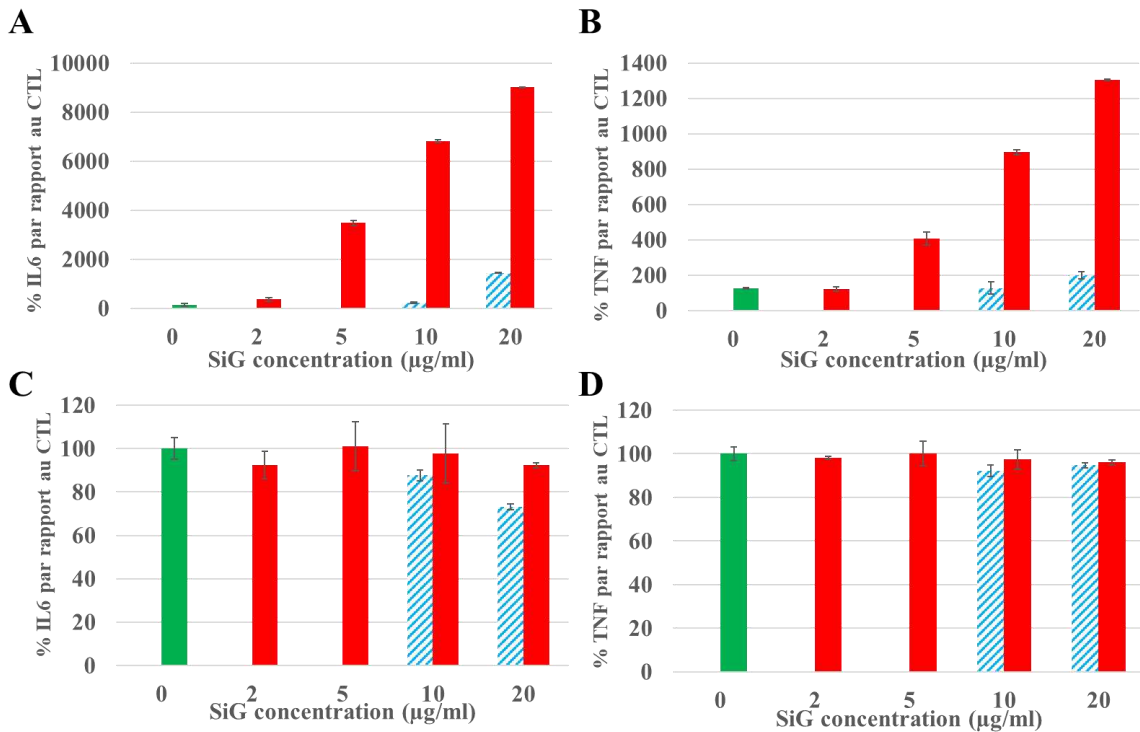 A
% IL6 par rapport au CTL
10000
8000
6000
4000
2000
0
0 2 5 10 20
SiG concentration (µg/ml)
B
% TNF par rapport au CTL
1400
1200
1000
800
600
400
200
0
0 2 5 10 20
SiG concentration (µg/ml)
C
% IL6 par rapport au CTL
120
100
80
60
40
20
0
0 2 5 10 20
SiG concentration (µg/ml)
D
% TNF par rapport au CTL
120
100
80
60
40
20
0
0 2 5 10 20
SiG concentration (µg/ml)